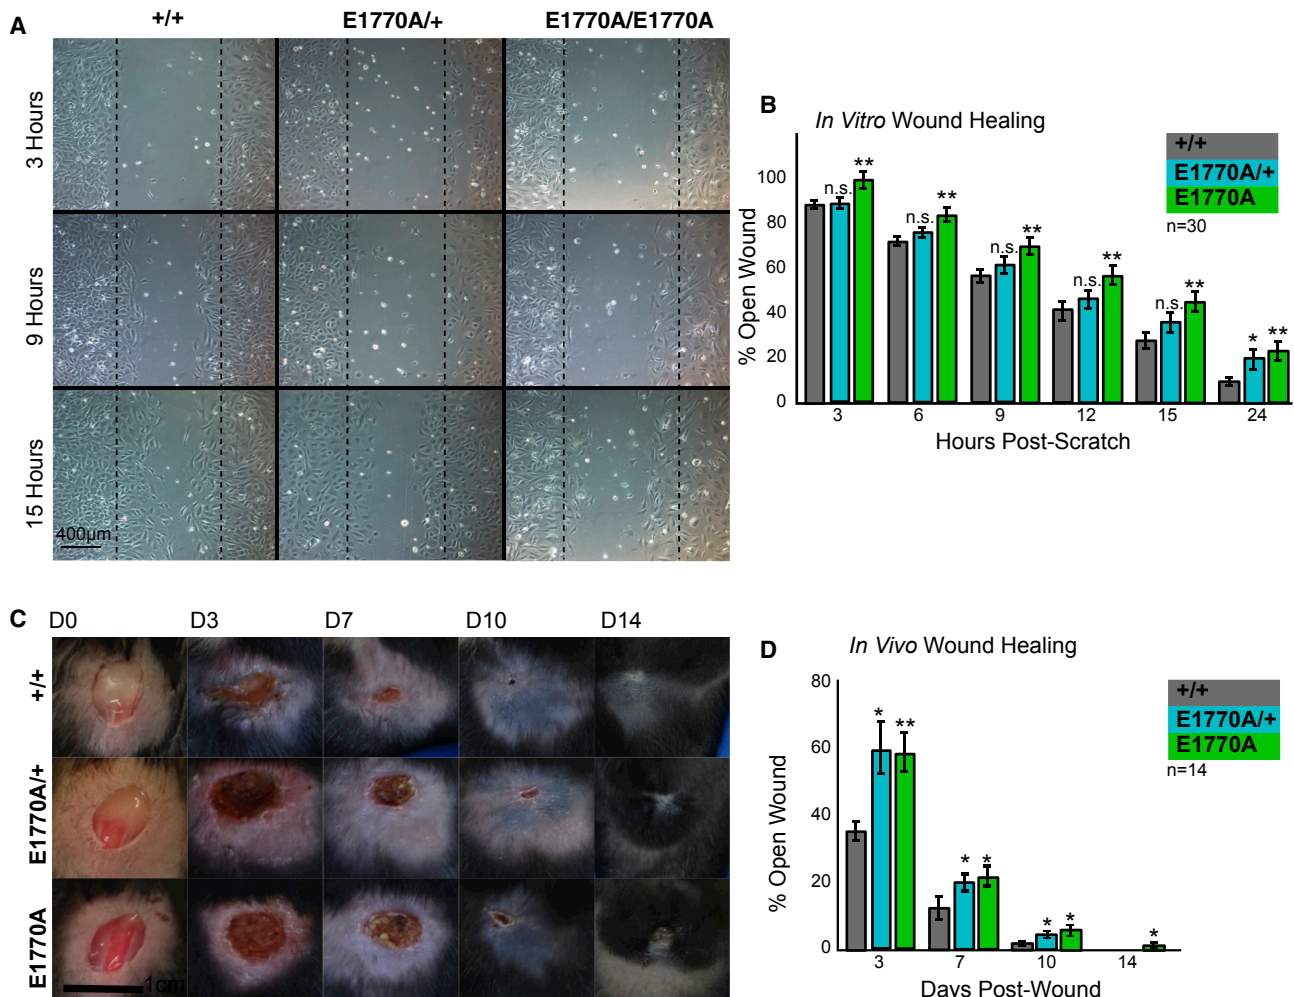 A
+/+ E1770A/+ E1770A/E1770A
3 Hours
9 Hours
15 Hours
400µm
B
In Vitro Wound Healing
+/+
E1770A/+
E1770A
n=30
% Open Wound
100
80
60
40
20
0
n.s. **
n.s. **
n.s. **
n.s. **
n.s. **
* **
3 6 9 12 15 24
Hours Post-Scratch
C
D0 D3 D7 D10 D14
+/+
E1770A/+
E1770A
1cm
D
In Vivo Wound Healing
+/+
E1770A/+
E1770A
n=14
% Open Wound
80
60
40
20
0
* **
* *
* *
*
3 7 10 14
Days Post-Wound